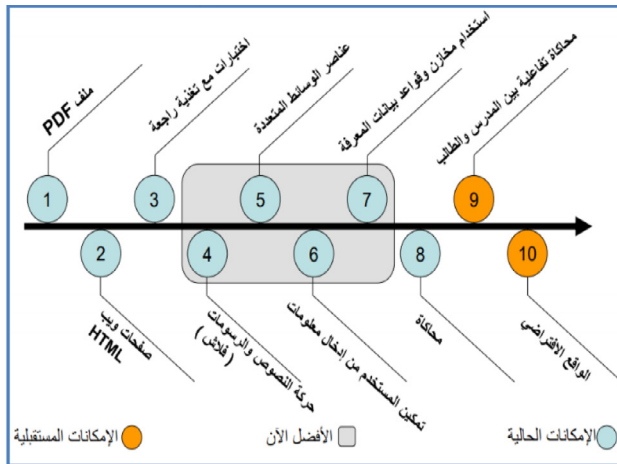 ملف PDF
اختبارات مع تغذية راجعة
عناصر الوسائط المتعددة
استخدام مخازن وقواعد بيانات المعرفة
محاكاة تفاعلية بين المدرس والطالب
1
3
5
7
9
2
4
6
8
10
صفحات ويب
HTML
حركة النصوص والرسومات
( فلاش )
تمكين المستخدم من إدخال معلومات
محاكاة
الواقع الافتراضي
الإمكانات الحالية
الأفضل الآن
الإمكانات المستقبلية